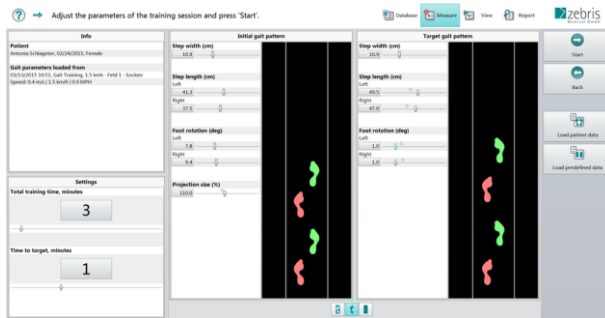 Adjust the parameters of the training session and press 'Start'.
Database
Measure
View
Report
zebris
Medical GmbH
Info
Patient
Antonia Schlageter, 02/24/2015, Female
Gait parameters loaded from
03/13/2015 10:51, Gait Training, 1.5 kmh - Feld 1 - Socken
Speed: 0.4 m/s | 1.5 km/h | 0.9 MPH
Settings
Total training time, minutes
3
Time to target, minutes
1
Initial gait pattern
Step width (cm)
10.9
Step length (cm)
Left
41.3
Right
37.5
Foot rotation (deg)
Left
7.8
Right
9.4
Projection size (%)
110.0
Target gait pattern
Step width (cm)
10.9
Step length (cm)
Left
49.5
Right
47.0
Foot rotation (deg)
Left
1.0
Right
1.0
Start
Back
Load patient data
Load predefined data